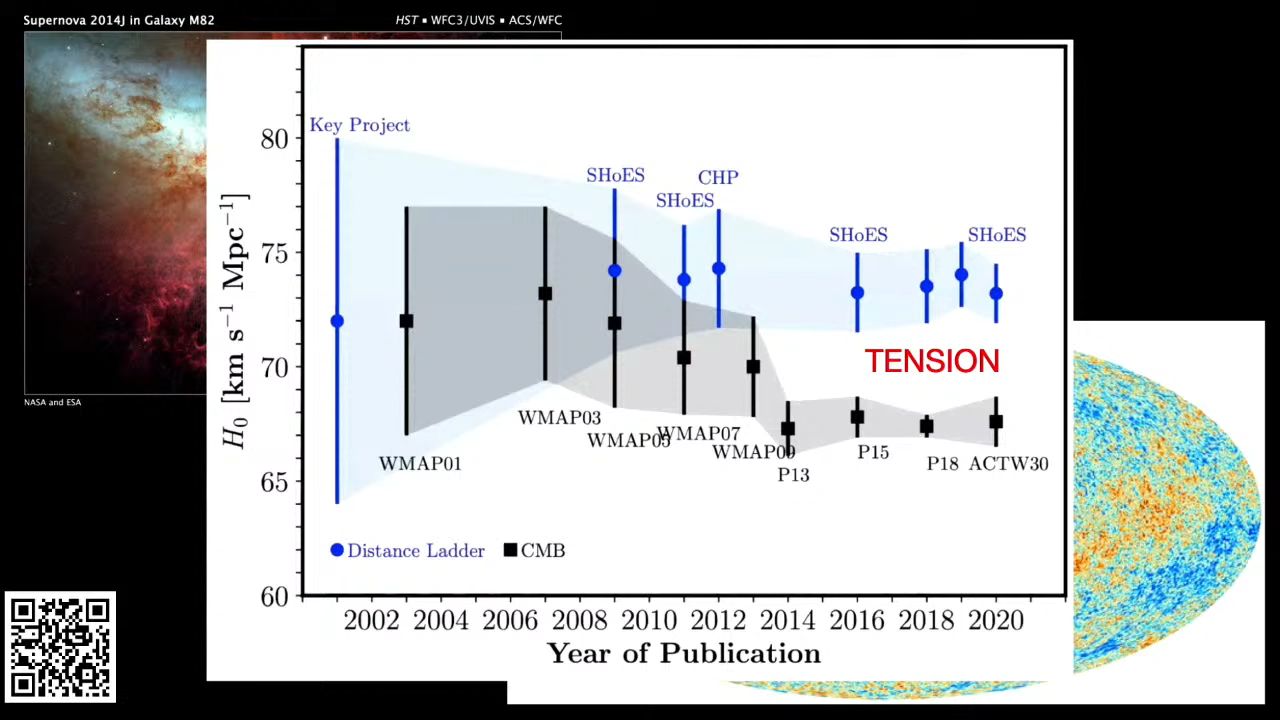 Supernova 2014J in Galaxy M82
HST ▪ WFC3/UVIS ▪ ACS/WFC
NASA and ESA
H₀ [km s⁻¹ Mpc⁻¹]
80
75
70
65
60
Key Project
SHoES
SHoES
CHP
SHoES
SHoES
TENSION
WMAP01
WMAP03
WMAP05
WMAP07
WMAP09
P13
P15
P18
ACTW30
Distance Ladder
CMB
2002 2004 2006 2008 2010 2012 2014 2016 2018 2020
Year of Publication